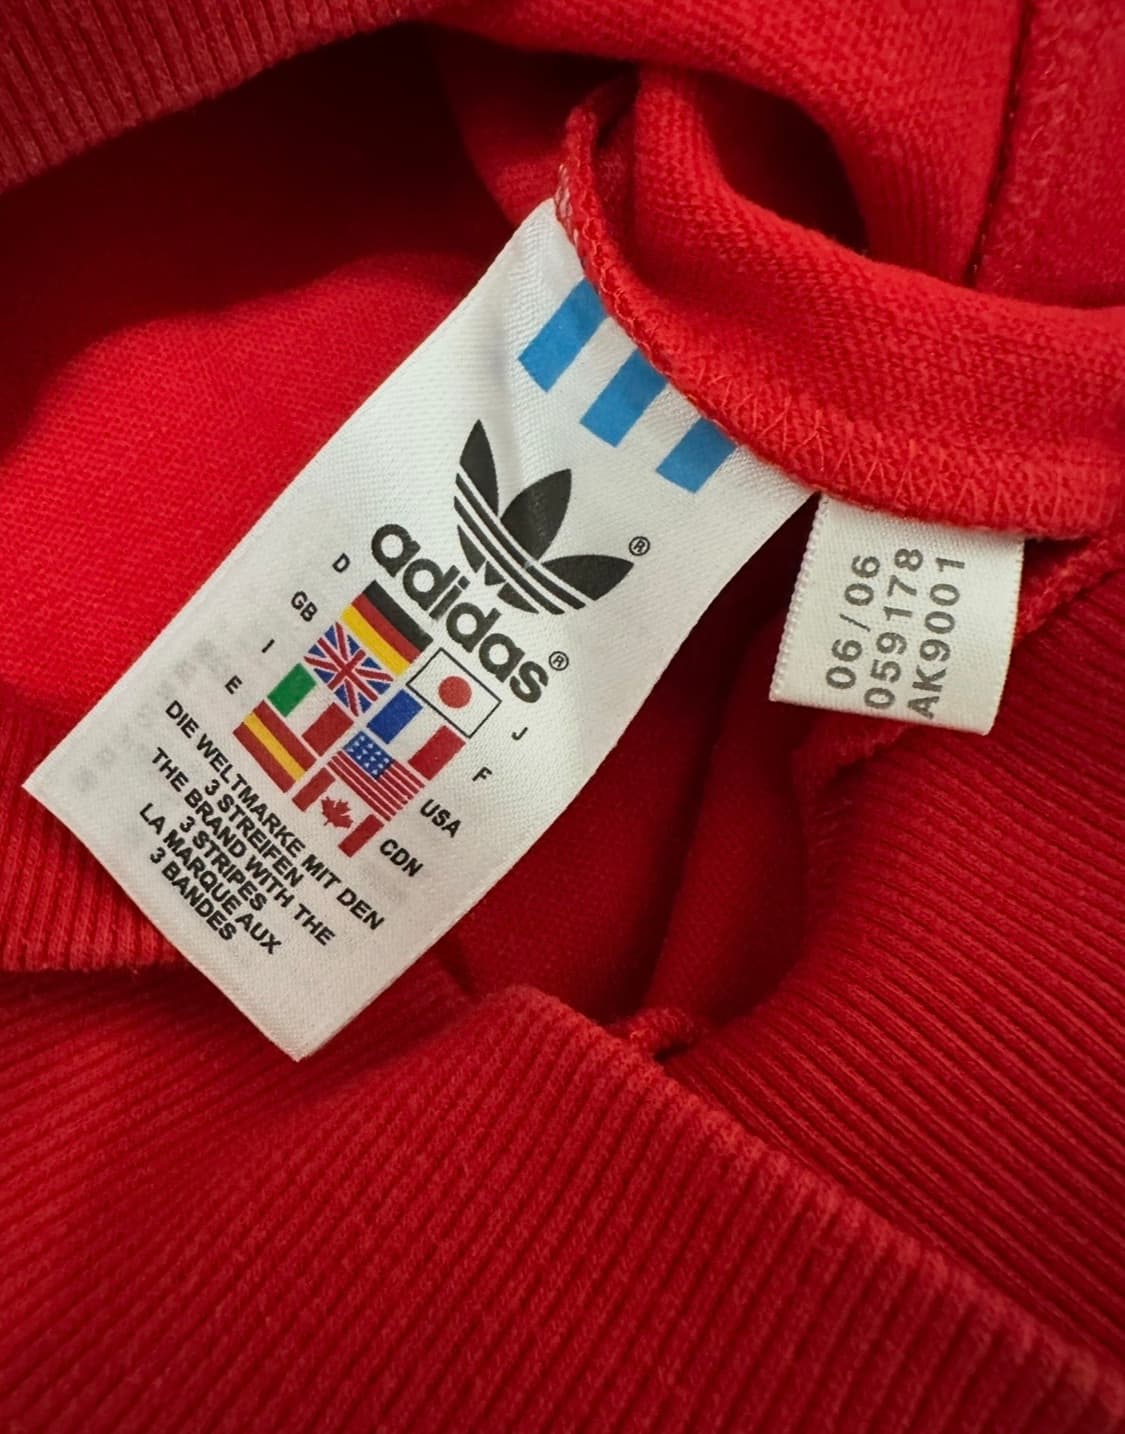 ®
adidas®
D
GB
I
E
J
F
USA
CDN
DIE WELTMARKE MIT DEN
3 STREIFEN
THE BRAND WITH THE
3 STRIPES
LA MARQUE AUX
3 BANDES
06/06
059178
AK9001